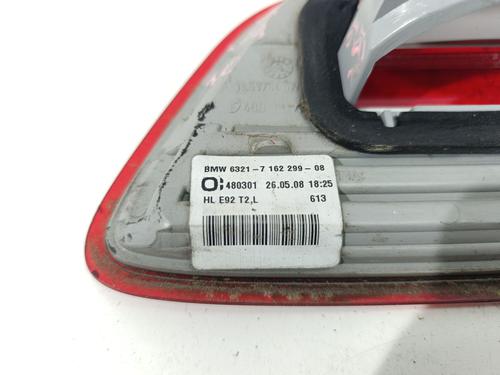 BMW 6321-7 162 299-08
480301 26.05.08 18:25
HL E92 T2,L 613